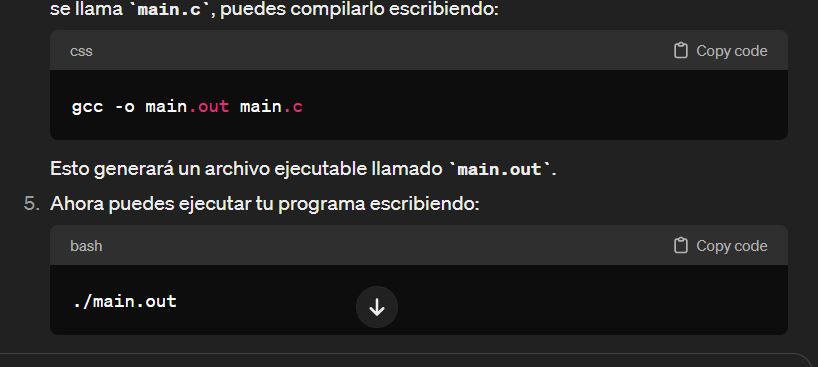 se llama `main.c`, puedes compilarlo escribiendo:
css
Copy code
gcc -o main.out main.c
Esto generará un archivo ejecutable llamado `main.out`.
5. Ahora puedes ejecutar tu programa escribiendo:
bash
Copy code
./main.out